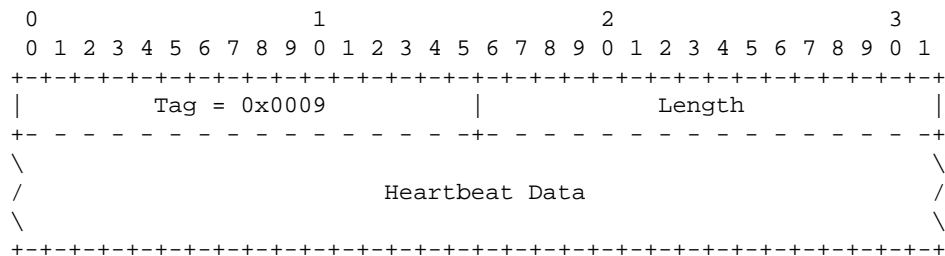 0                   1                   2                   3
 0 1 2 3 4 5 6 7 8 9 0 1 2 3 4 5 6 7 8 9 0 1 2 3 4 5 6 7 8 9 0 1
+-+-+-+-+-+-+-+-+-+-+-+-+-+-+-+-+-+-+-+-+-+-+-+-+-+-+-+-+-+-+-+-+
|         Tag = 0x0009          |            Length             |
+- - - - - - - - - - - - - - - -+- - - - - - - - - - - - - - - -+
\                                                               \
/                         Heartbeat Data                        /
\                                                               \
+-+-+-+-+-+-+-+-+-+-+-+-+-+-+-+-+-+-+-+-+-+-+-+-+-+-+-+-+-+-+-+-+